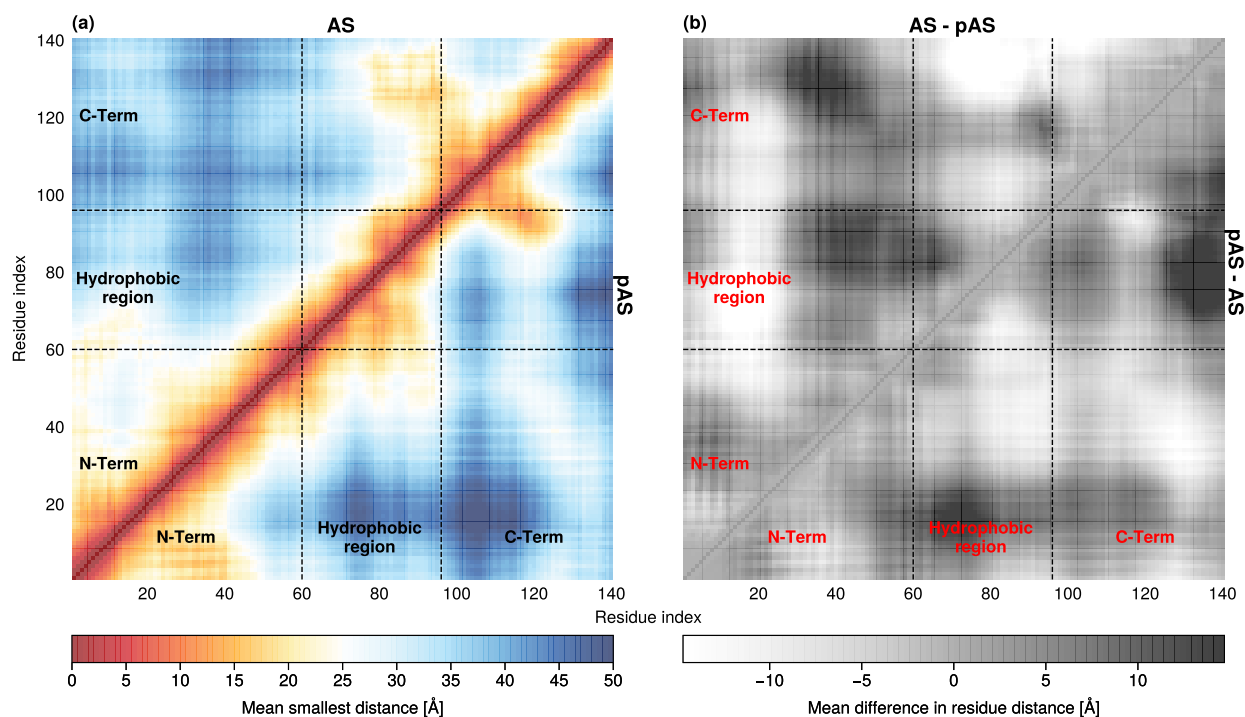 (a)
AS
(b)
AS - pAS
140
120
100
80
60
40
20
Residue index
C-Term
Hydrophobic
region
N-Term
N-Term
Hydrophobic
region
C-Term
pAS
20
40
60
80
100
120
140
C-Term
Hydrophobic
region
N-Term
N-Term
Hydrophobic
region
C-Term
pAS - AS
20
40
60
80
100
120
140
Residue index
0
5
10
15
20
25
30
35
40
45
50
Mean smallest distance [Å]
−10
−5
0
5
10
Mean difference in residue distance [Å]